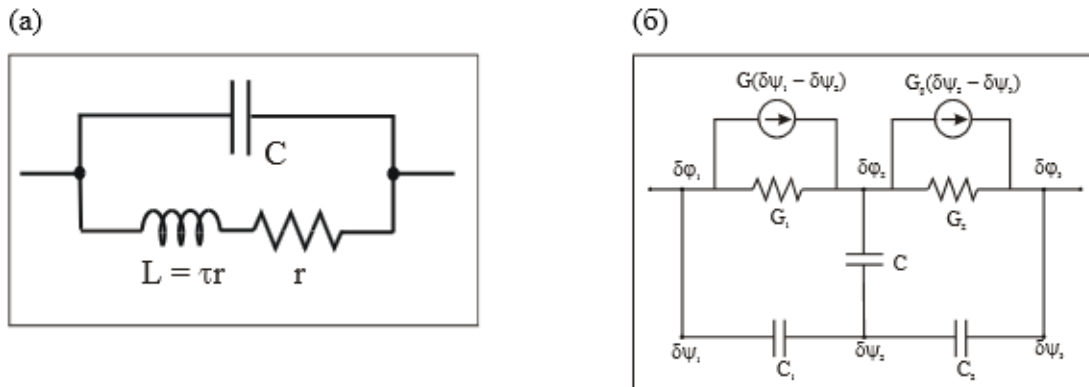 (a)
C
L = τr
r
(б)
G(δψ₁ – δψ₂)
G₂(δψ₂ – δψ₃)
δφ₁
δφ₂
δφ₃
G₁
G₂
C
δψ₁
δψ₂
δψ₃
C₁
C₂